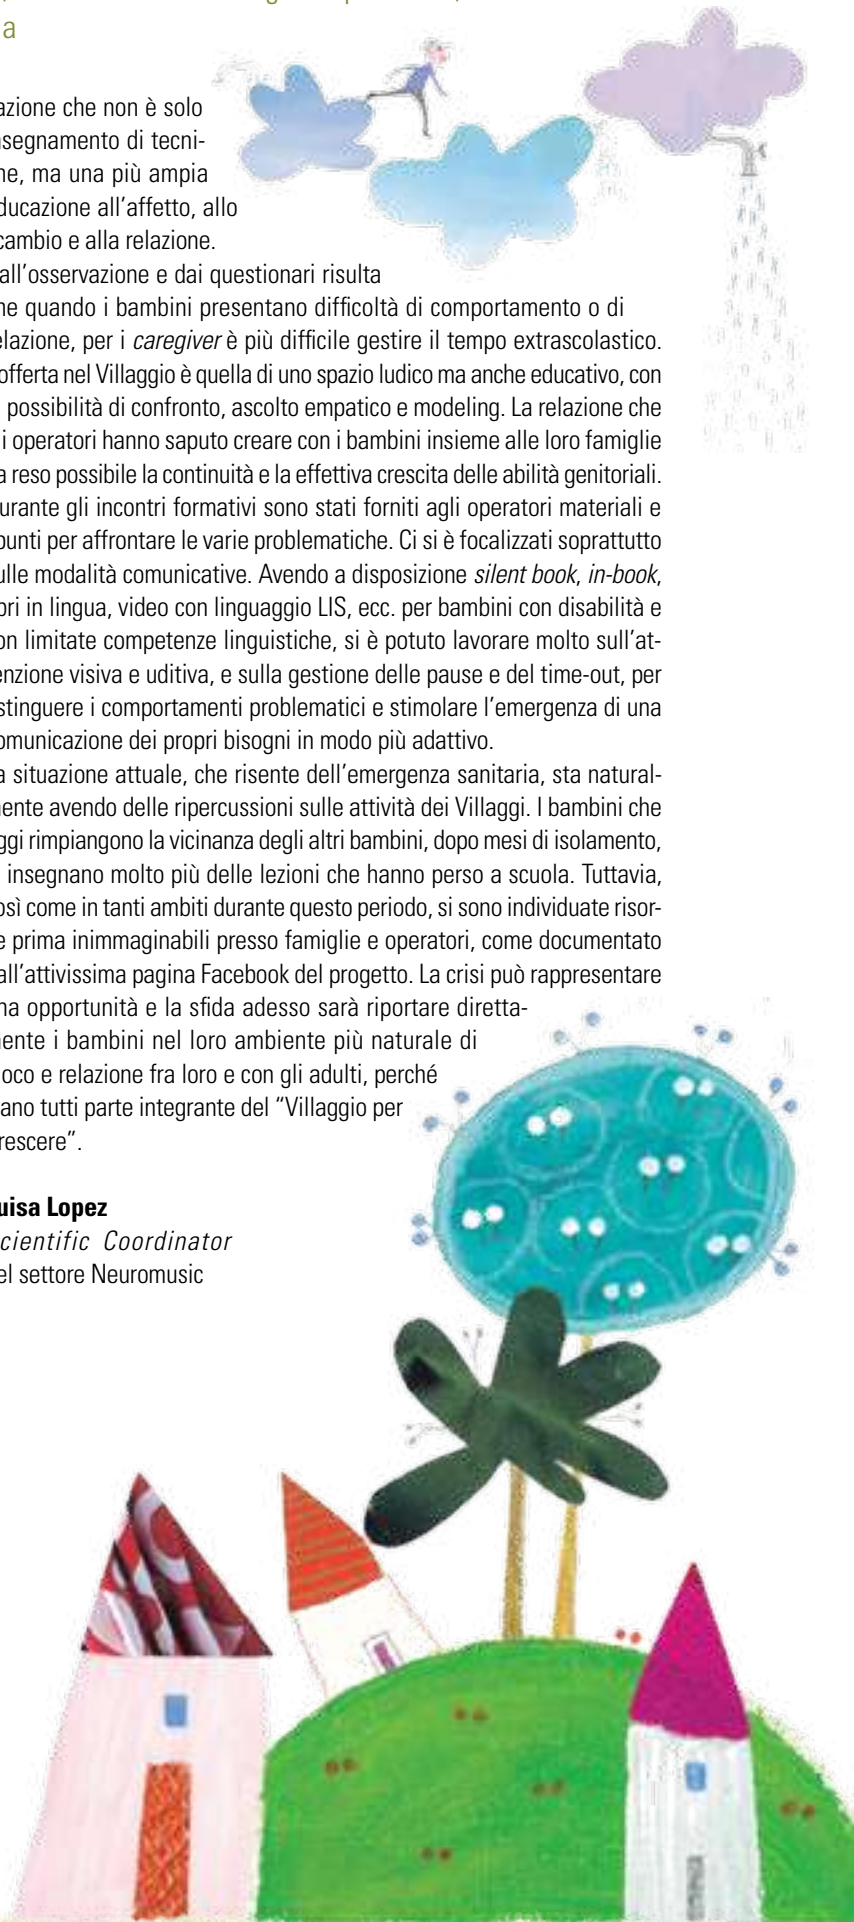 a
azione che non è solo
segnamento di tecni-
he, ma una più ampia
ducazione all’affetto, allo
cambio e alla relazione.
all’osservazione e dai questionari risulta
he quando i bambini presentano difficoltà di comportamento o di
elazione, per i caregiver è più difficile gestire il tempo extrascolastico.
offerta nel Villaggio è quella di uno spazio ludico ma anche educativo, con
possibilità di confronto, ascolto empatico e modeling. La relazione che
i operatori hanno saputo creare con i bambini insieme alle loro famiglie
a reso possibile la continuità e la effettiva crescita delle abilità genitoriali.
urante gli incontri formativi sono stati forniti agli operatori materiali e
punti per affrontare le varie problematiche. Ci si è focalizzati soprattutto
ulle modalità comunicative. Avendo a disposizione silent book, in-book,
bri in lingua, video con linguaggio LIS, ecc. per bambini con disabilità e
on limitate competenze linguistiche, si è potuto lavorare molto sull’at-
enzione visiva e uditiva, e sulla gestione delle pause e del time-out, per
stinguere i comportamenti problematici e stimolare l’emergenza di una
omunicazione dei propri bisogni in modo più adattivo.
a situazione attuale, che risente dell’emergenza sanitaria, sta natural-
mente avendo delle ripercussioni sulle attività dei Villaggi. I bambini che
ggi rimpiangono la vicinanza degli altri bambini, dopo mesi di isolamento,
insegnano molto più delle lezioni che hanno perso a scuola. Tuttavia,
osì come in tanti ambiti durante questo periodo, si sono individuate risor-
e prima inimmaginabili presso famiglie e operatori, come documentato
all’attivissima pagina Facebook del progetto. La crisi può rappresentare
na opportunità e la sfida adesso sarà riportare diretta-
mente i bambini nel loro ambiente più naturale di
oco e relazione fra loro e con gli adulti, perché
ano tutti parte integrante del “Villaggio per
rescere”.
uisa Lopez
cientific Coordinator
el settore Neuromusic